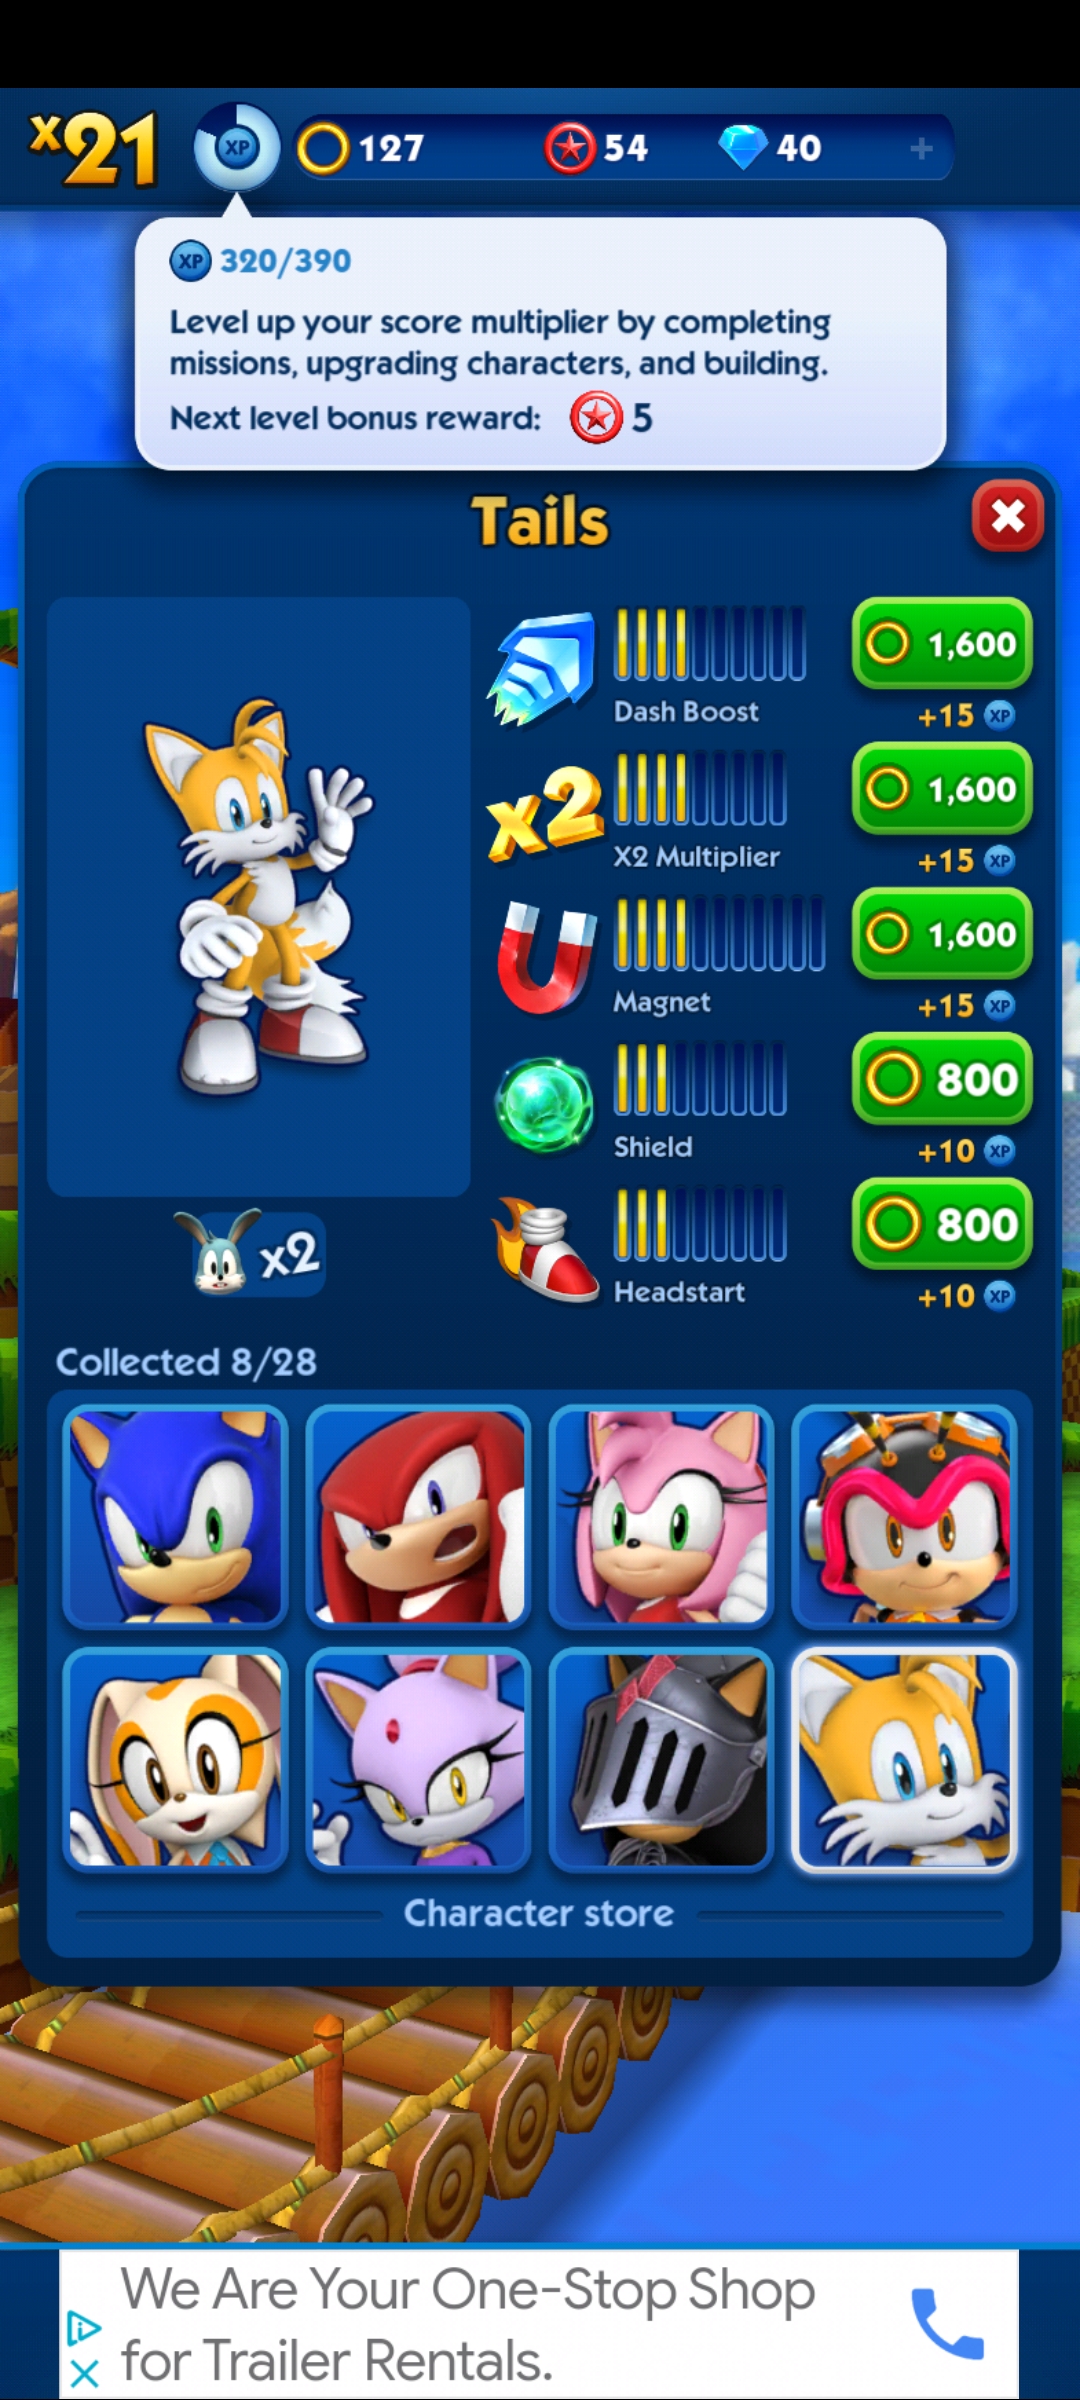 x21
XP
127
54
40
+
XP 320/390
Level up your score multiplier by completing
missions, upgrading characters, and building.
Next level bonus reward: 5
Tails
1,600
Dash Boost
+15 XP
x2
1,600
X2 Multiplier
+15 XP
1,600
Magnet
+15 XP
800
Shield
+10 XP
x2
800
Headstart
+10 XP
Collected 8/28
Character store
We Are Your One-Stop Shop
for Trailer Rentals.